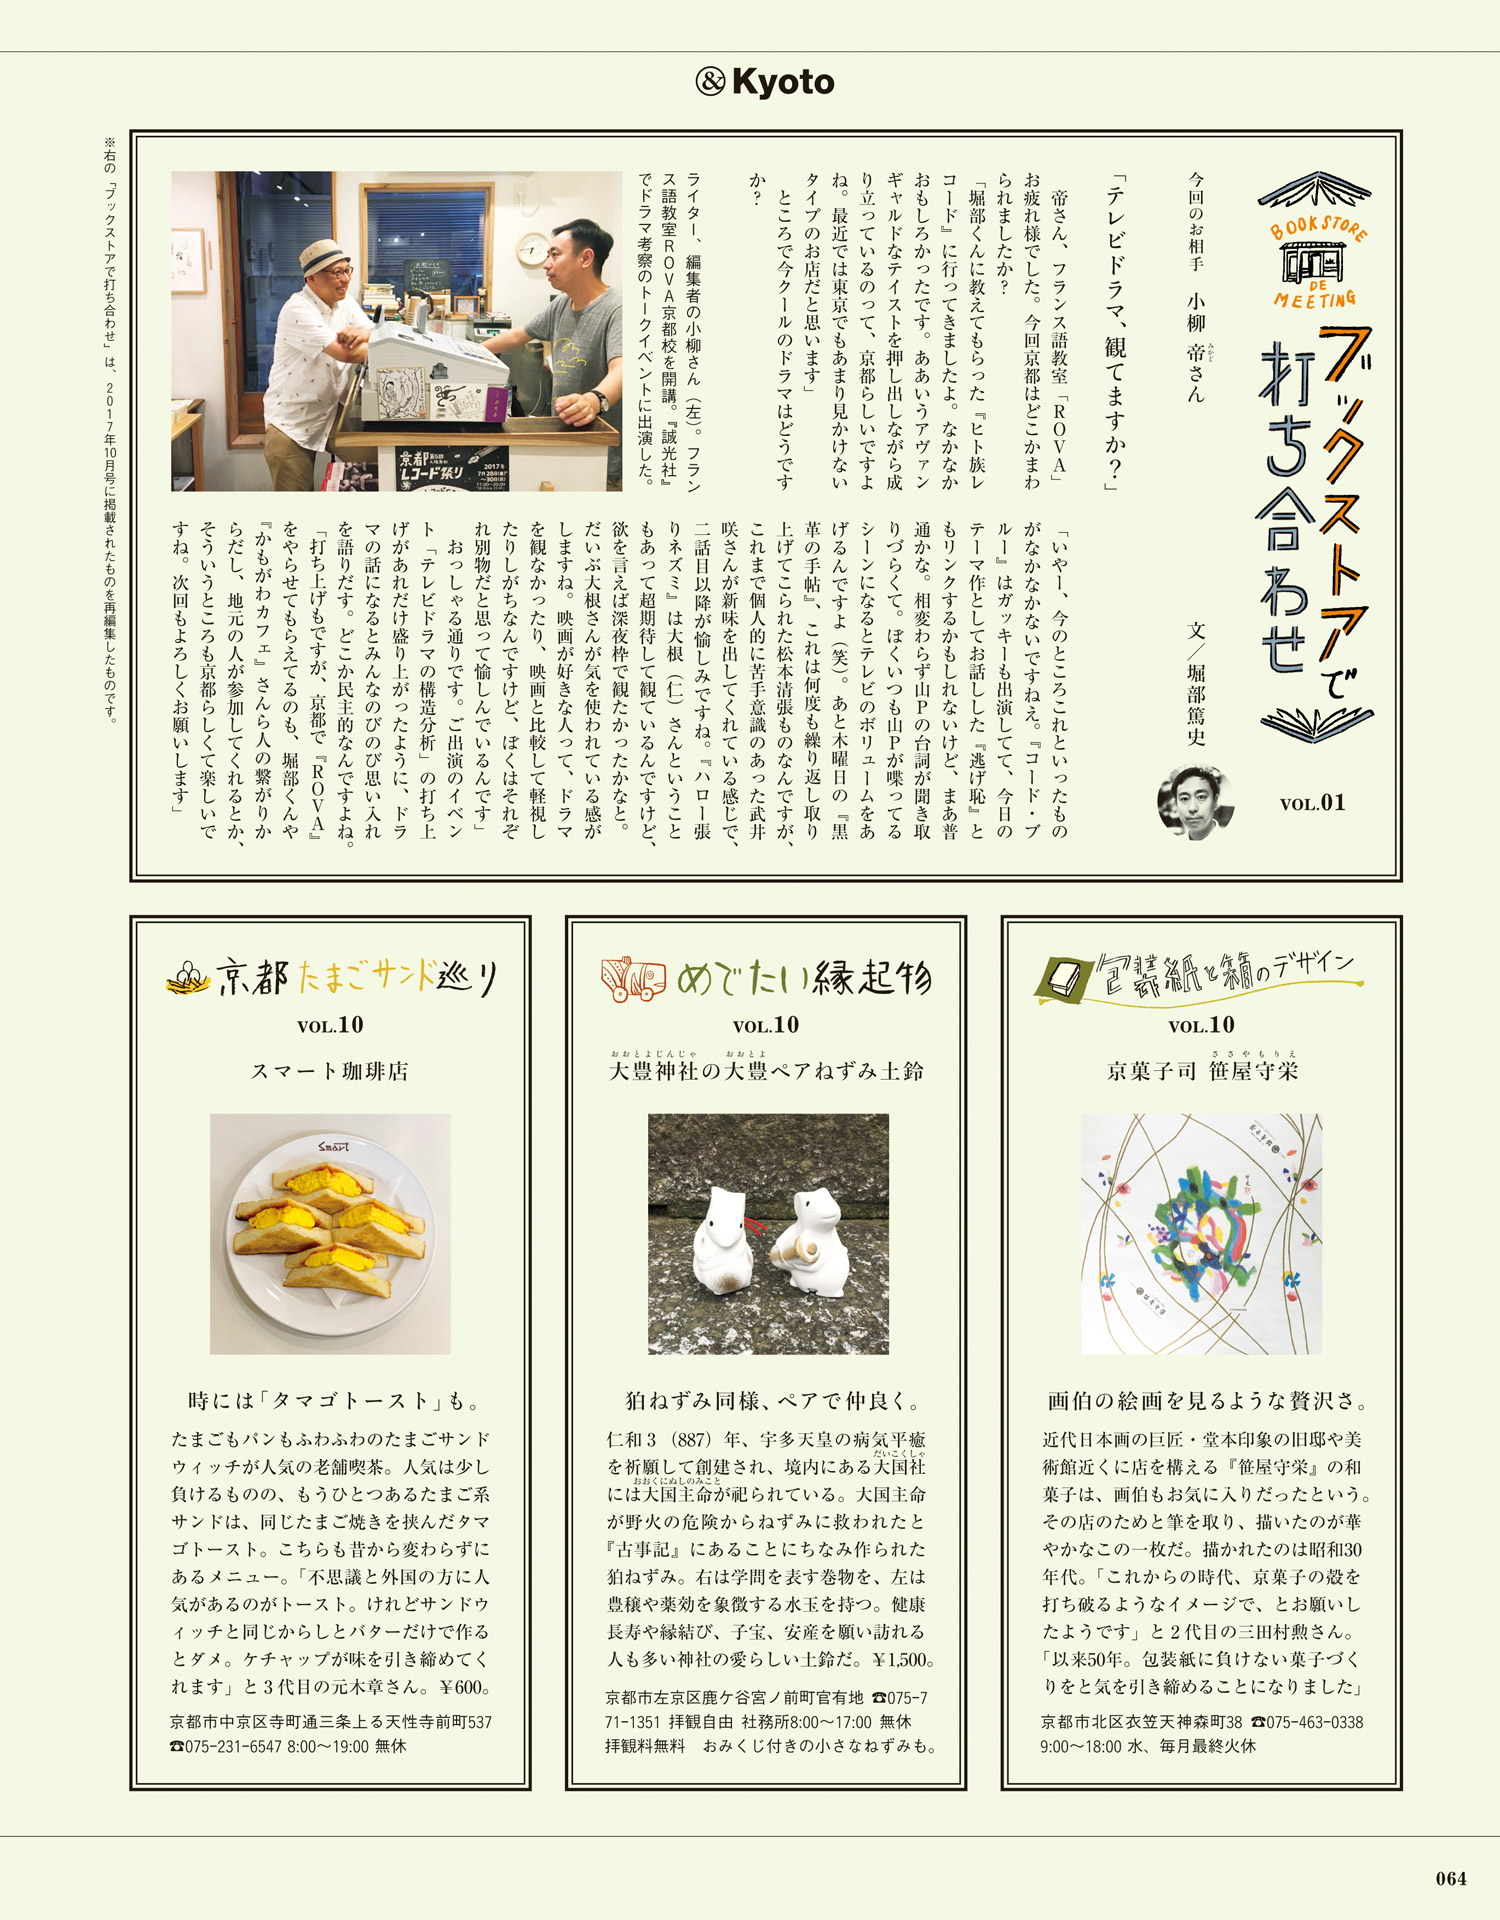 & Kyoto
BOOK STORE
DE
MEETING
ブックストアで
打ち合わせ
VOL.01
今回のお相手　小柳 帝さん
みかど
文／堀部篤史
「テレビドラマ、観てますか？」
　帝さん、フランス語教室「ROVA」
お疲れ様でした。今回京都はどこかまわ
られましたか？
「堀部くんに教えてもらった『ヒト族レ
コード』に行ってきましたよ。なかなか
おもしろかったです。ああいうアヴァン
ギャルドなテイストを押し出しながら成
り立っているのって、京都らしいですよ
ね。最近では東京でもあまり見かけない
タイプのお店だと思います」
　ところで今クールのドラマはどうです
か？
ライター、編集者の小柳さん（左）。フラン
ス語教室ROVA京都校を開講。『誠光社』
でドラマ考察のトークイベントに出演した。
京都
レコード祭り
2017年
7月28日(金)
〜30日(日)
「いやー、今のところこれといったもの
がなかなかないですねえ。『コード・ブ
ルー』はガッキーも出演してて、今日の
テーマ作としてお話しした『逃げ恥』と
もリンクするかもしれないけど、まあ普
通かな。相変わらず山Pの台詞が聞き取
りづらくて。ぼくいつも山Pが喋ってる
シーンになるとテレビのボリュームをあ
げるんですよ（笑）。あと木曜日の『黒
革の手帖』、これは何度も繰り返し取り
上げてこられた松本清張ものなんですが、
これまで個人的に苦手意識のあった武井
咲さんが新味を出してくれている感じで、
二話目以降が愉しみですね。『ハロー張
りネズミ』は大根（仁）さんということ
もあって超期待して観ているんですけど、
欲を言えば深夜枠で観たかったかなと。
だいぶ大根さんが気を使われている感が
しますね。映画が好きな人って、ドラマ
を観なかったり、映画と比較して軽視し
たりしがちなんですけど、ぼくはそれぞ
れ別物だと思って愉しんでいるんです」
　おっしゃる通りです。ご出演のイベン
ト「テレビドラマの構造分析」の打ち上
げがあれだけ盛り上がったように、ドラ
マの話になるとみんなのびのび思い入れ
を語りだす。どこか民主的なんですよね。
「打ち上げもですが、京都で『ROVA』
をやらせてもらえてるのも、堀部くんや
『かもがわカフェ』さんら人の繋がりか
らだし、地元の人が参加してくれるとか、
そういうところも京都らしくて楽しいで
すね。次回もよろしくお願いします」
※右の「ブックストアで打ち合わせ」は、2017年10月号に掲載されたものを再編集したものです。
包装紙と箱のデザイン
VOL.10
ささやもりえ
京菓子司 笹屋守栄
画伯の絵画を見るような贅沢さ。
近代日本画の巨匠・堂本印象の旧邸や美
術館近くに店を構える『笹屋守栄』の和
菓子は、画伯もお気に入りだったという。
その店のためと筆を取り、描いたのが華
やかなこの一枚だ。描かれたのは昭和30
年代。「これからの時代、京菓子の殻を
打ち破るようなイメージで、とお願いし
たようです」と2代目の三田村勲さん。
「以来50年。包装紙に負けない菓子づく
りをと気を引き締めることになりました」
京都市北区衣笠天神森町38 ☎075-463-0338
9:00〜18:00 水、毎月最終火休
めでたい縁起物
VOL.10
おおとよじんじゃ　おおとよ
大豊神社の大豊ペアねずみ土鈴
狛ねずみ同様、ペアで仲良く。
仁和3（887）年、宇多天皇の病気平癒
だいこくしゃ
を祈願して創建され、境内にある大国社
おおくにぬしのみこと
には大国主命が祀られている。大国主命
が野火の危険からねずみに救われたと
『古事記』にあることにちなみ作られた
狛ねずみ。右は学問を表す巻物を、左は
豊穣や薬効を象徴する水玉を持つ。健康
長寿や縁結び、子宝、安産を願い訪れる
人も多い神社の愛らしい土鈴だ。¥1,500。
京都市左京区鹿ケ谷宮ノ前町官有地 ☎075-7
71-1351 拝観自由 社務所8:00〜17:00 無休
拝観料無料　おみくじ付きの小さなねずみも。
京都たまごサンド巡り
VOL.10
スマート珈琲店
Smart
時には「タマゴトースト」も。
たまごもパンもふわふわのたまごサンド
ウィッチが人気の老舗喫茶。人気は少し
負けるものの、もうひとつあるたまご系
サンドは、同じたまご焼きを挟んだタマ
ゴトースト。こちらも昔から変わらずに
あるメニュー。「不思議と外国の方に人
気があるのがトースト。けれどサンドウ
ィッチと同じからしとバターだけで作る
とダメ。ケチャップが味を引き締めてく
れます」と3代目の元木章さん。¥600。
京都市中京区寺町通三条上る天性寺前町537
☎075-231-6547 8:00〜19:00 無休
064